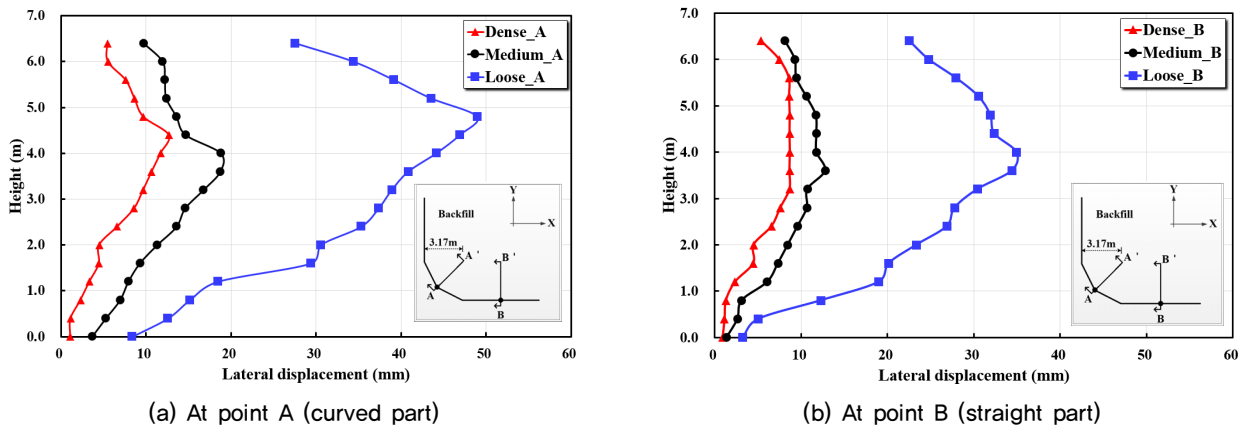 7.0
6.0
5.0
4.0
3.0
2.0
1.0
0.0
Height (m)
Dense_A
Medium_A
Loose_A
Backfill
Y
X
3.17m
A '
B '
A
B
0 10 20 30 40 50 60
Lateral displacement (mm)
(a) At point A (curved part)
7.0
6.0
5.0
4.0
3.0
2.0
1.0
0.0
Height (m)
Dense_B
Medium_B
Loose_B
Backfill
Y
X
3.17m
A '
B '
A
B
0 10 20 30 40 50 60
Lateral displacement (mm)
(b) At point B (straight part)